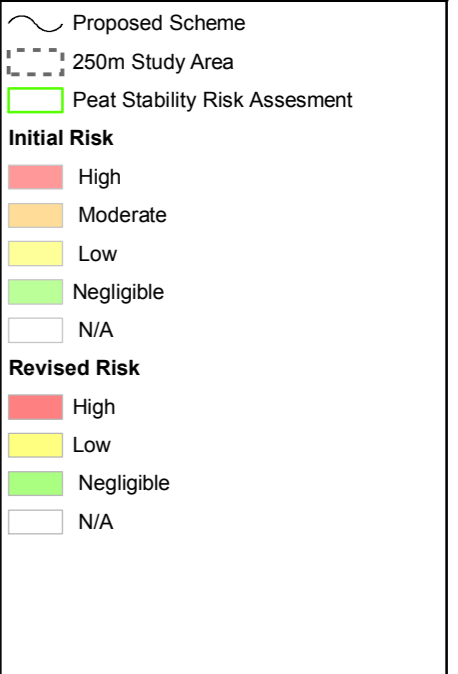 Proposed Scheme
250m Study Area
Peat Stability Risk Assesment
Initial Risk
High
Moderate
Low
Negligible
N/A
Revised Risk
High
Low
Negligible
N/A